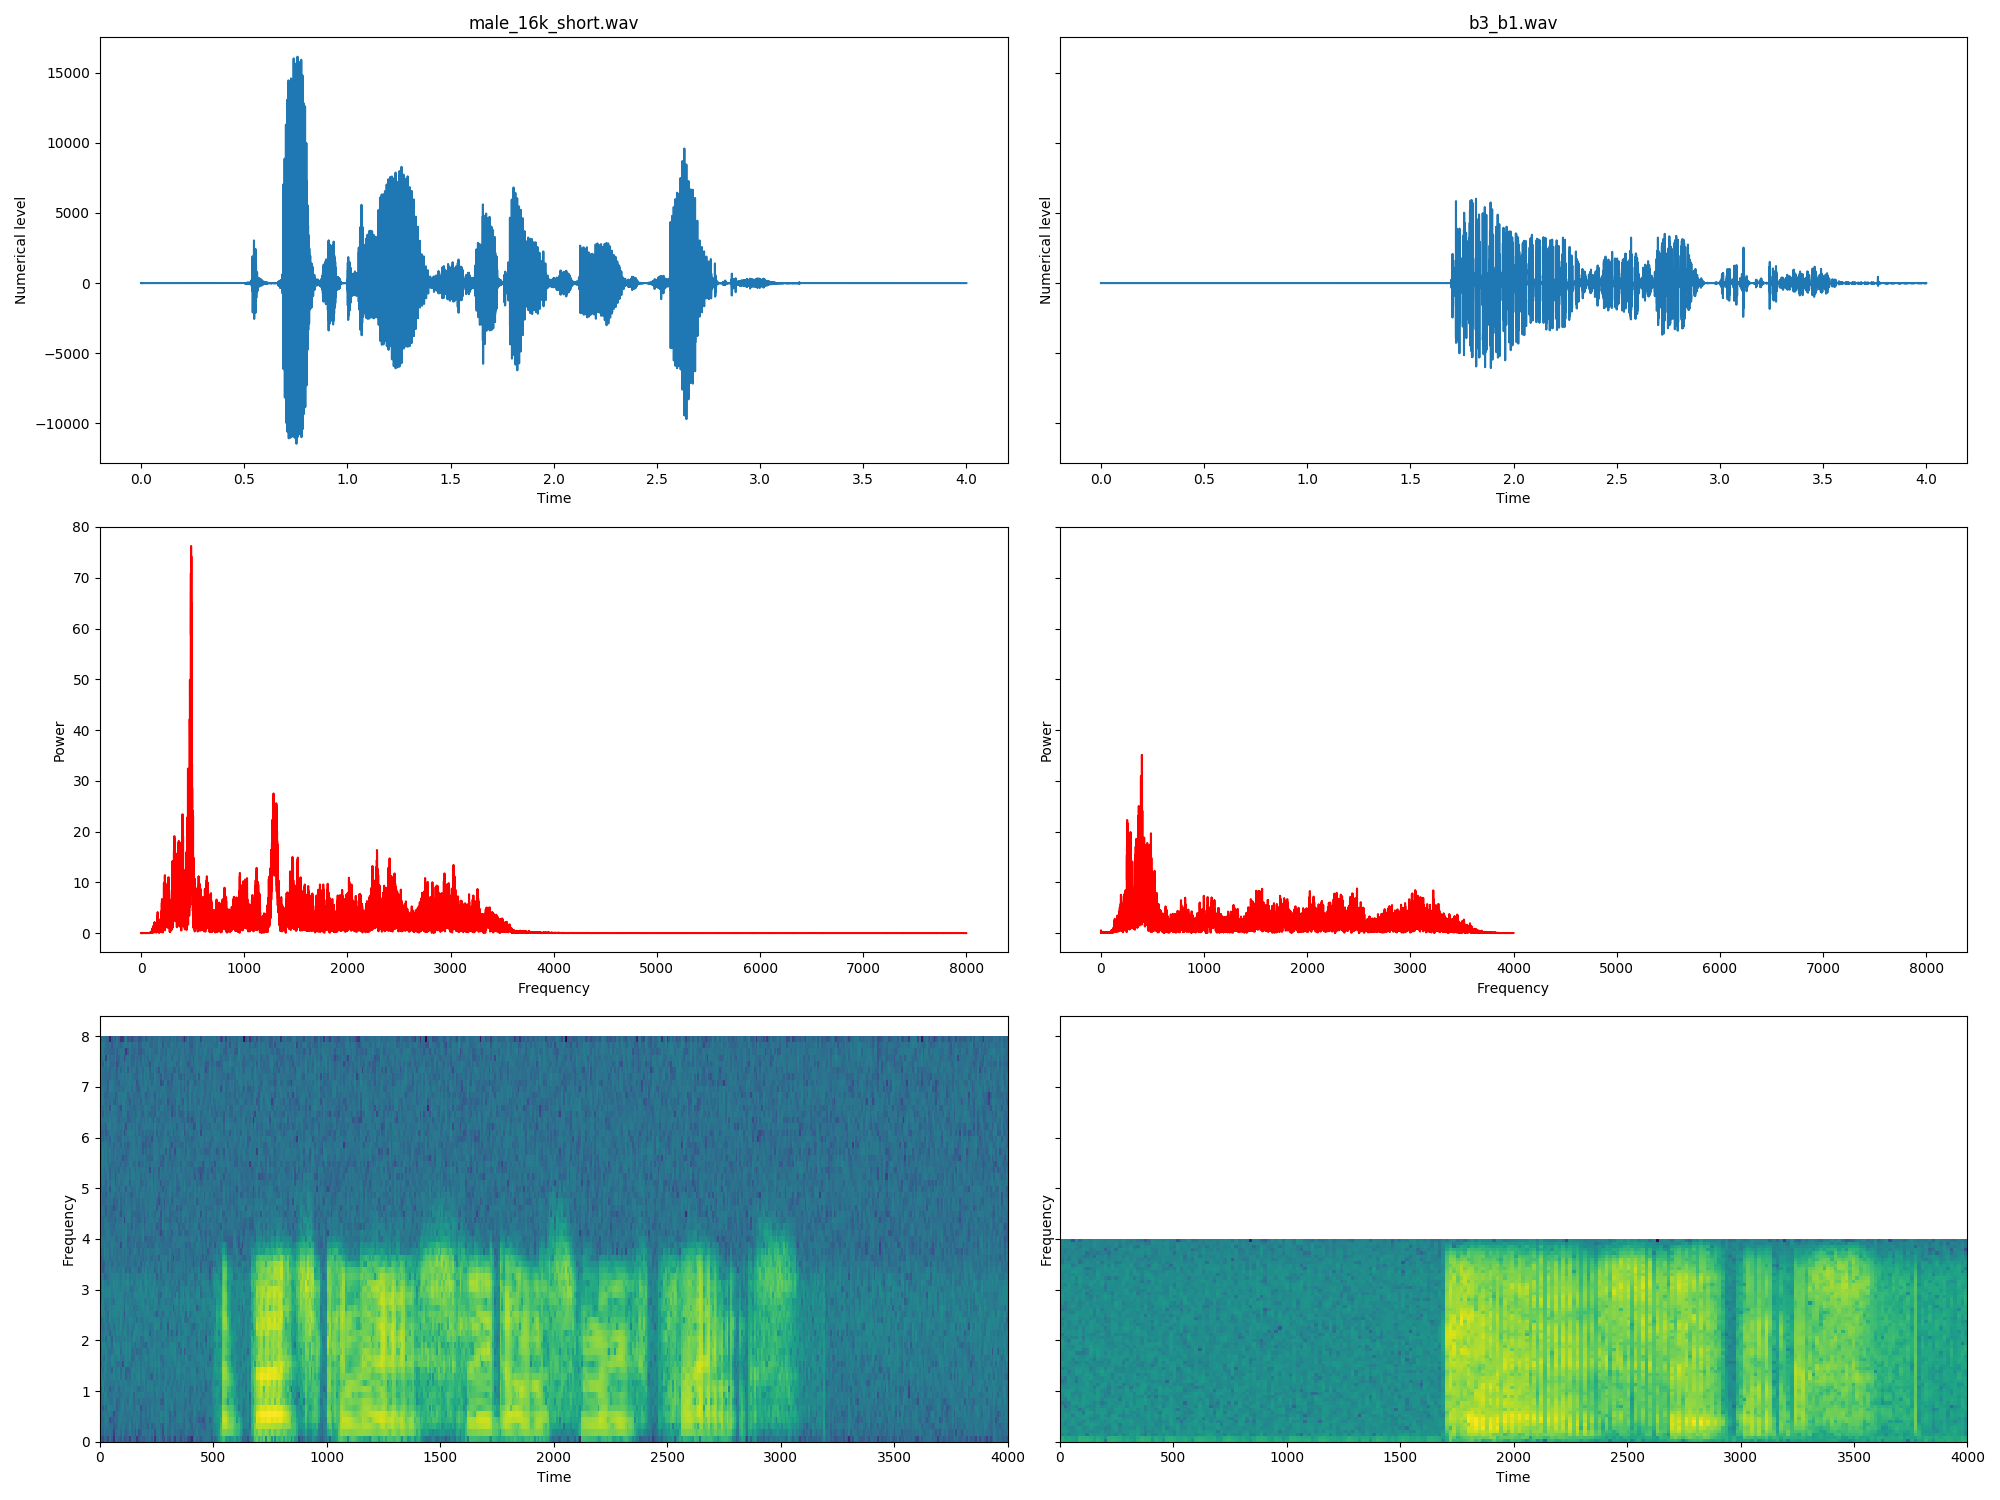 male_16k_short.wav
b3_b1.wav
15000
10000
5000
0
−5000
−10000
Numerical level
Numerical level
0.0 0.5 1.0 1.5 2.0 2.5 3.0 3.5 4.0
0.0 0.5 1.0 1.5 2.0 2.5 3.0 3.5 4.0
Time
Time
80
70
60
50
40
30
20
10
0
Power
Power
0 1000 2000 3000 4000 5000 6000 7000 8000
0 1000 2000 3000 4000 5000 6000 7000 8000
Frequency
Frequency
8
7
6
5
4
3
2
1
0
Frequency
Frequency
0 500 1000 1500 2000 2500 3000 3500 4000
0 500 1000 1500 2000 2500 3000 3500 4000
Time
Time